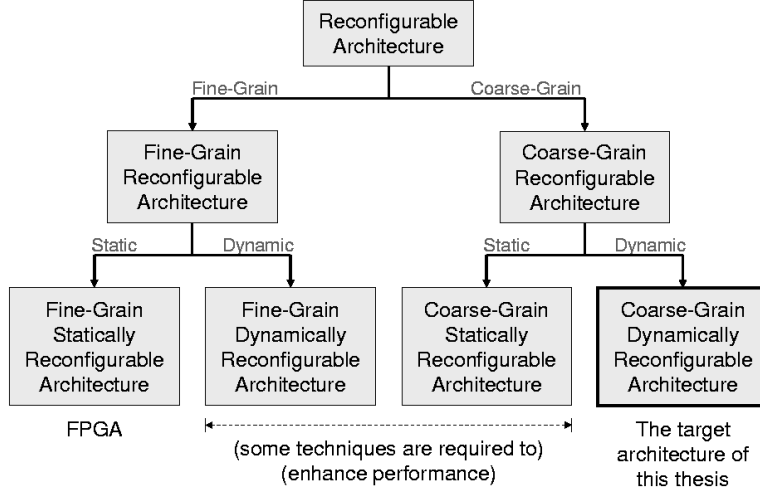 Reconfigurable
Architecture
Fine-Grain
Coarse-Grain
Fine-Grain
Reconfigurable
Architecture
Coarse-Grain
Reconfigurable
Architecture
Static
Dynamic
Static
Dynamic
Fine-Grain
Statically
Reconfigurable
Architecture
Fine-Grain
Dynamically
Reconfigurable
Architecture
Coarse-Grain
Statically
Reconfigurable
Architecture
Coarse-Grain
Dynamically
Reconfigurable
Architecture
FPGA
(some techniques are required to)
(enhance performance)
The target
architecture of
this thesis